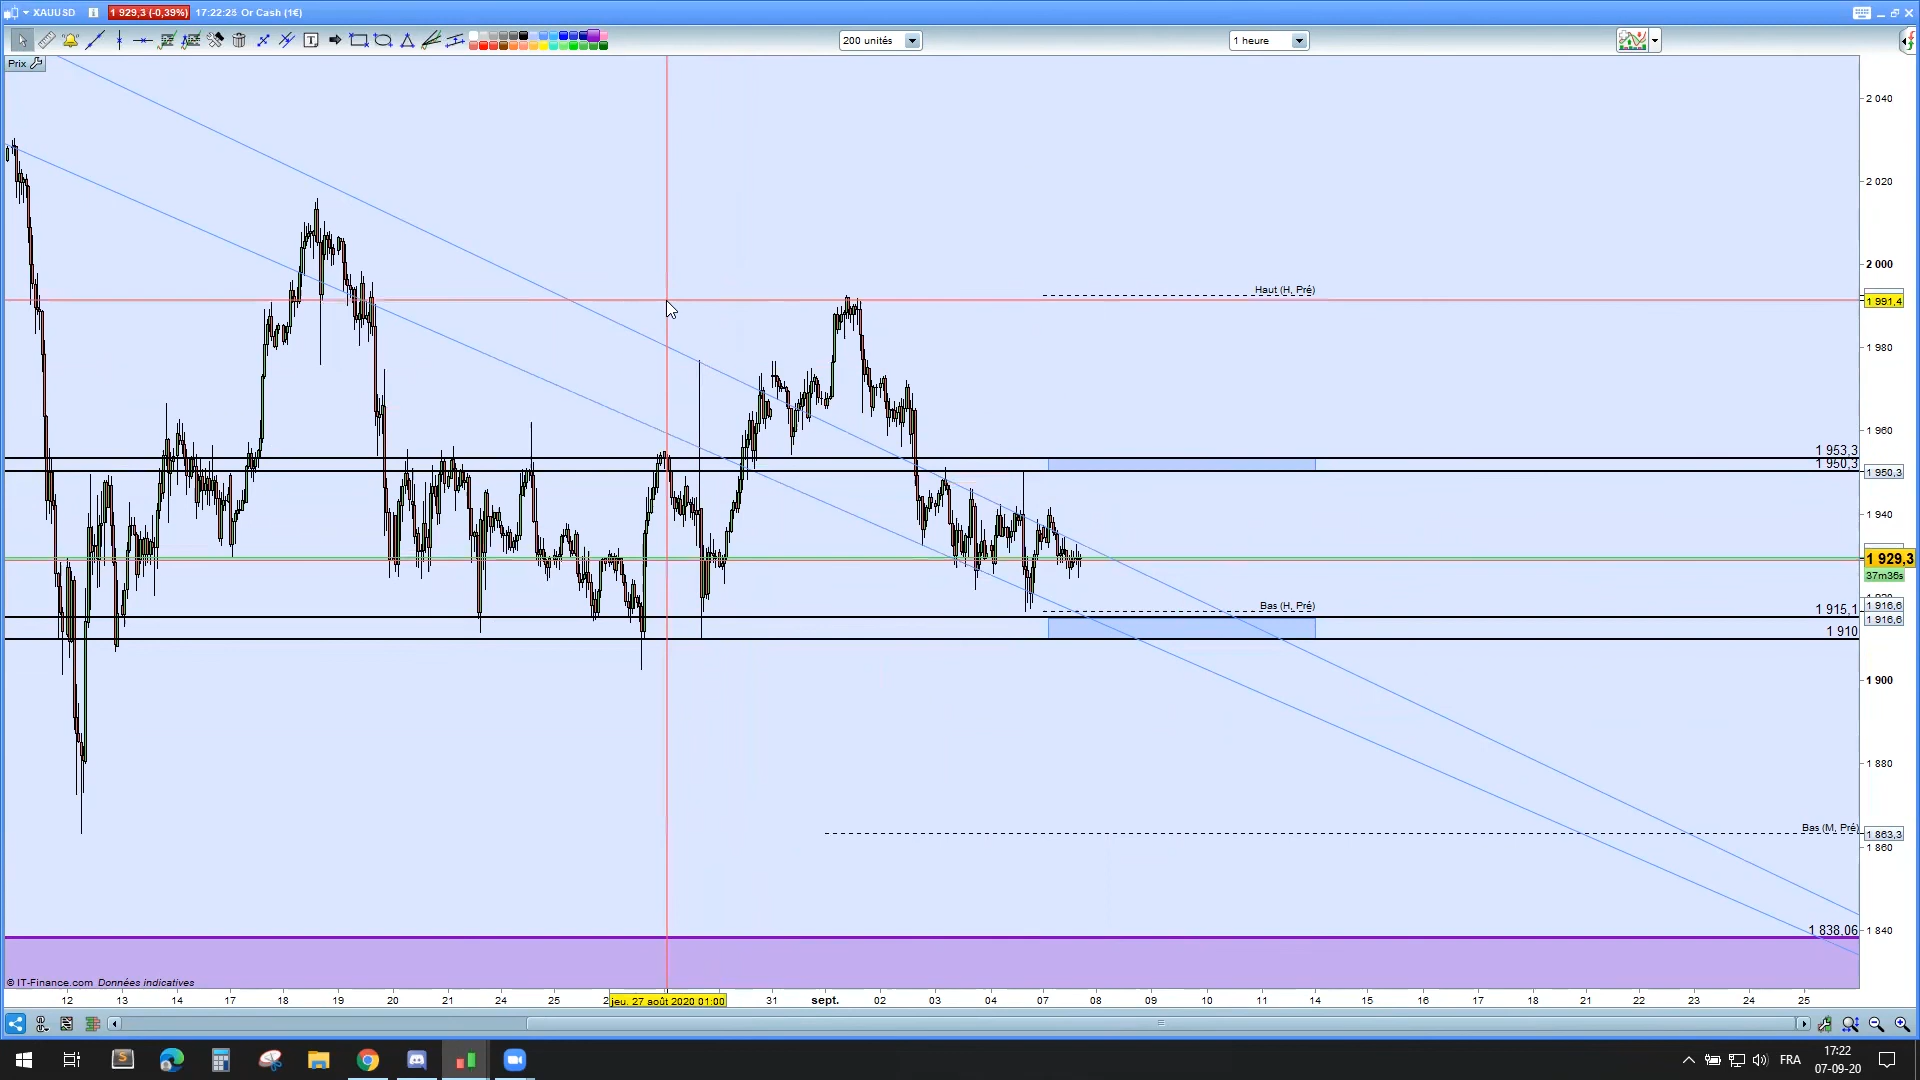 XAUUSD
1 929,3 (-0,39%)
17:22:26 Or Cash (1€)
200 unités
1 heure
Prix
2 040
2 020
2 000
Haut (H, Pré)
1 991,4
1 980
1 960
1 953,3
1 950,3
1 950,3
1 940
1 929,3
37m36s
Bas (H, Pré)
1 915,1
1 916,6
1 916,6
1 910
1 900
1 880
Bas (M, Pré)
1 863,3
1 860
1 838,06
1 840
© IT-Finance.com Données indicatives
12 13 14 17 18 19 20 21 24 25 jeu. 27 août 2020 01:00 31 sept. 02 03 04 07 08 09 10 11 14 15 16 17 18 21 22 23 24 25
FRA
17:22
07-09-20